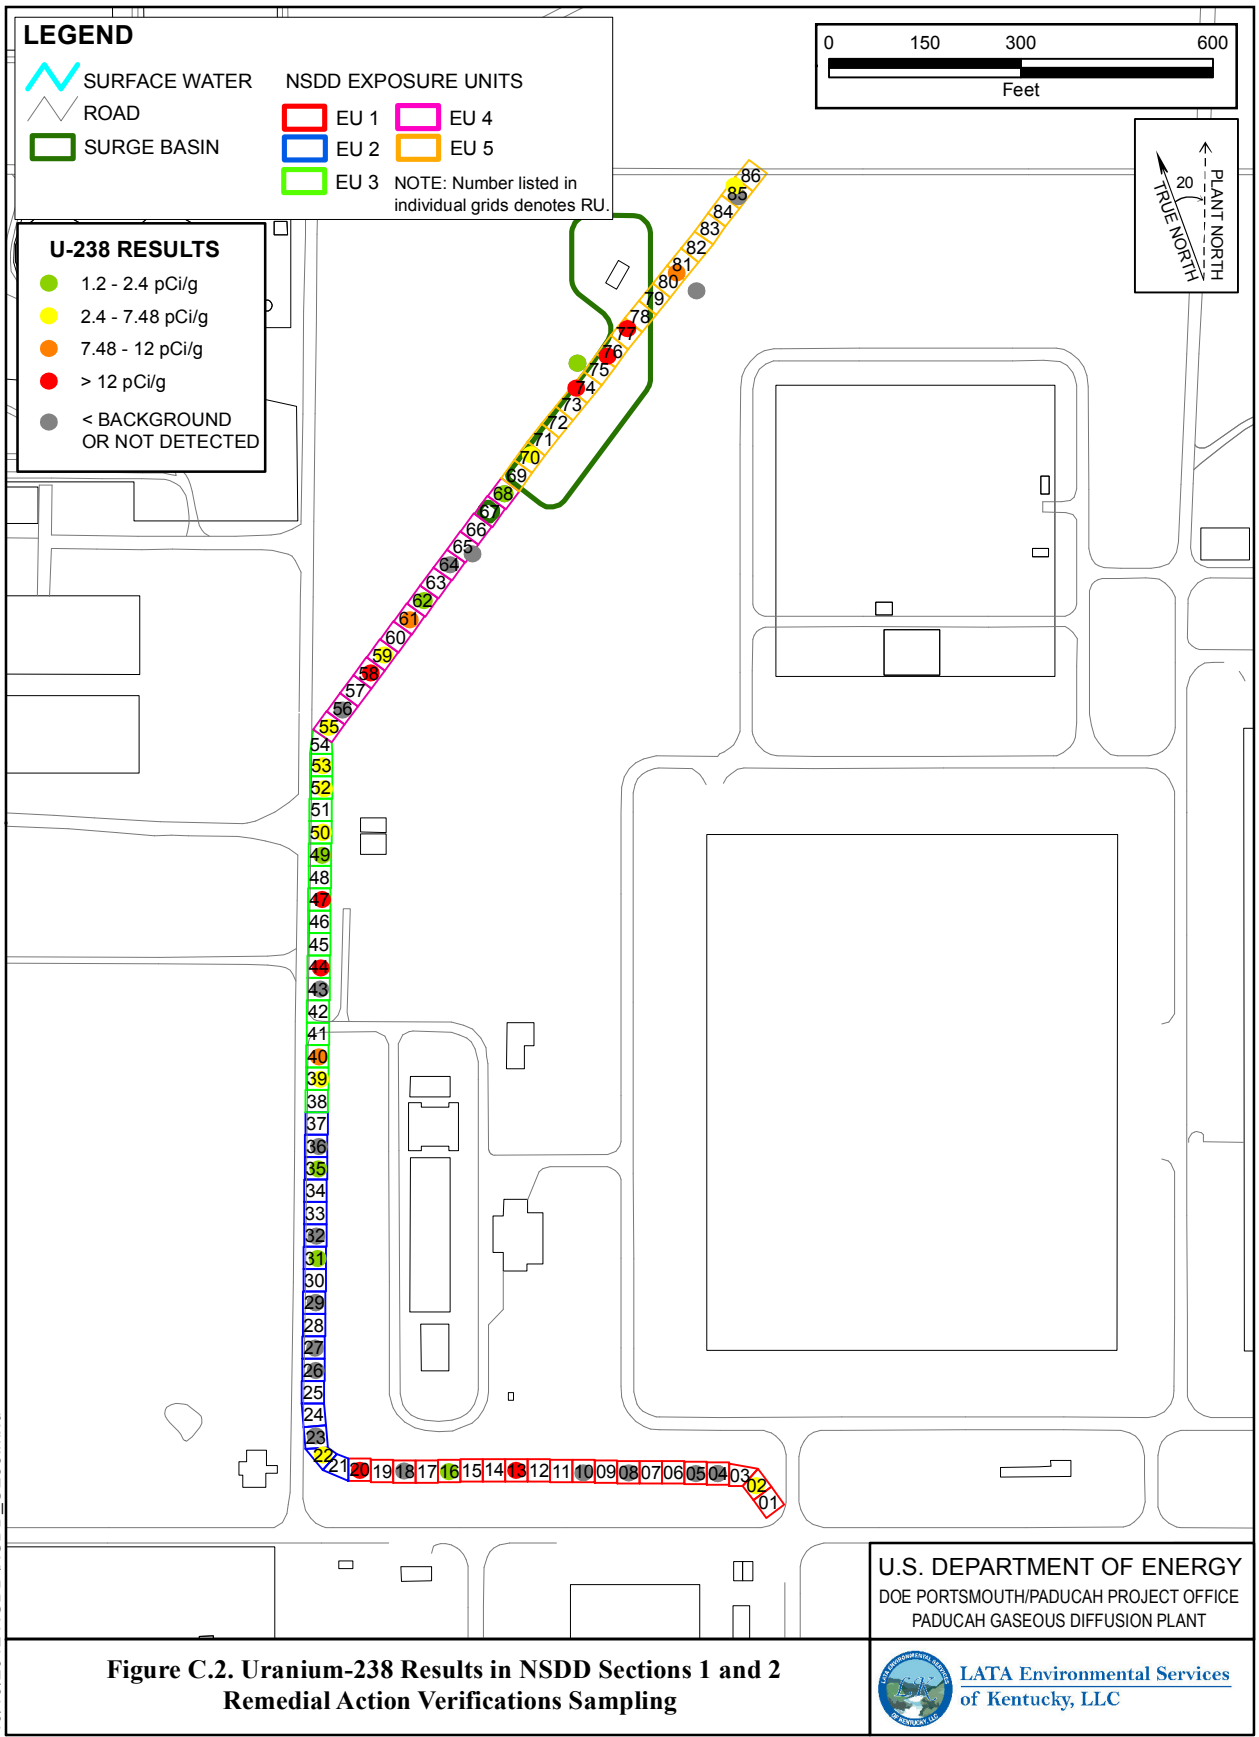 LEGEND
SURFACE WATER
ROAD
SURGE BASIN
NSDD EXPOSURE UNITS
EU 1
EU 4
EU 2
EU 5
EU 3
NOTE: Number listed in
individual grids denotes RU.
0 150 300 600
Feet
TRUE NORTH
20
PLANT NORTH
U-238 RESULTS
1.2 - 2.4 pCi/g
2.4 - 7.48 pCi/g
7.48 - 12 pCi/g
> 12 pCi/g
< BACKGROUND
OR NOT DETECTED
86
85
84
83
82
81
80
79
78
77
76
75
74
73
72
71
70
69
68
67
66
65
64
63
62
61
60
59
58
57
56
55
54
53
52
51
50
49
48
47
46
45
44
43
42
41
40
39
38
37
36
35
34
33
32
31
30
29
28
27
26
25
24
23
22
21 20 19 18 17 16 15 14 13 12 11 10 09 08 07 06 05 04 03
02
01
U.S. DEPARTMENT OF ENERGY
DOE PORTSMOUTH/PADUCAH PROJECT OFFICE
PADUCAH GASEOUS DIFFUSION PLANT
Figure C.2. Uranium-238 Results in NSDD Sections 1 and 2
Remedial Action Verifications Sampling
LATA ENVIRONMENTAL SERVICES
OF KENTUCKY, LLC
LATA Environmental Services
of Kentucky, LLC